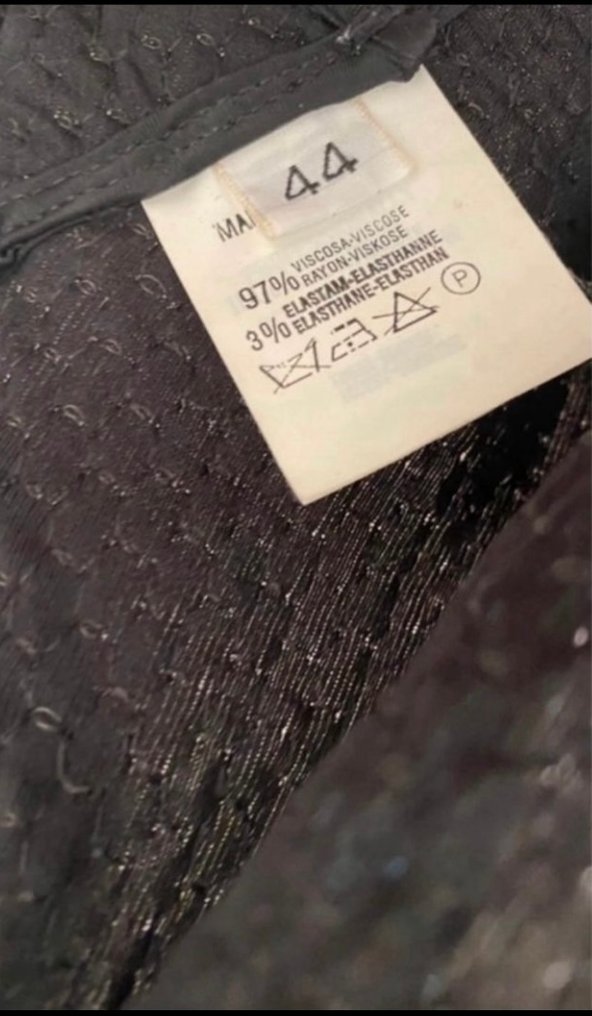 44
MA
97% VISCOSA-VISCOSE
RAYON-VISKOSE
3% ELASTAM-ELASTHANNE
ELASTHANE-ELASTHAN
P